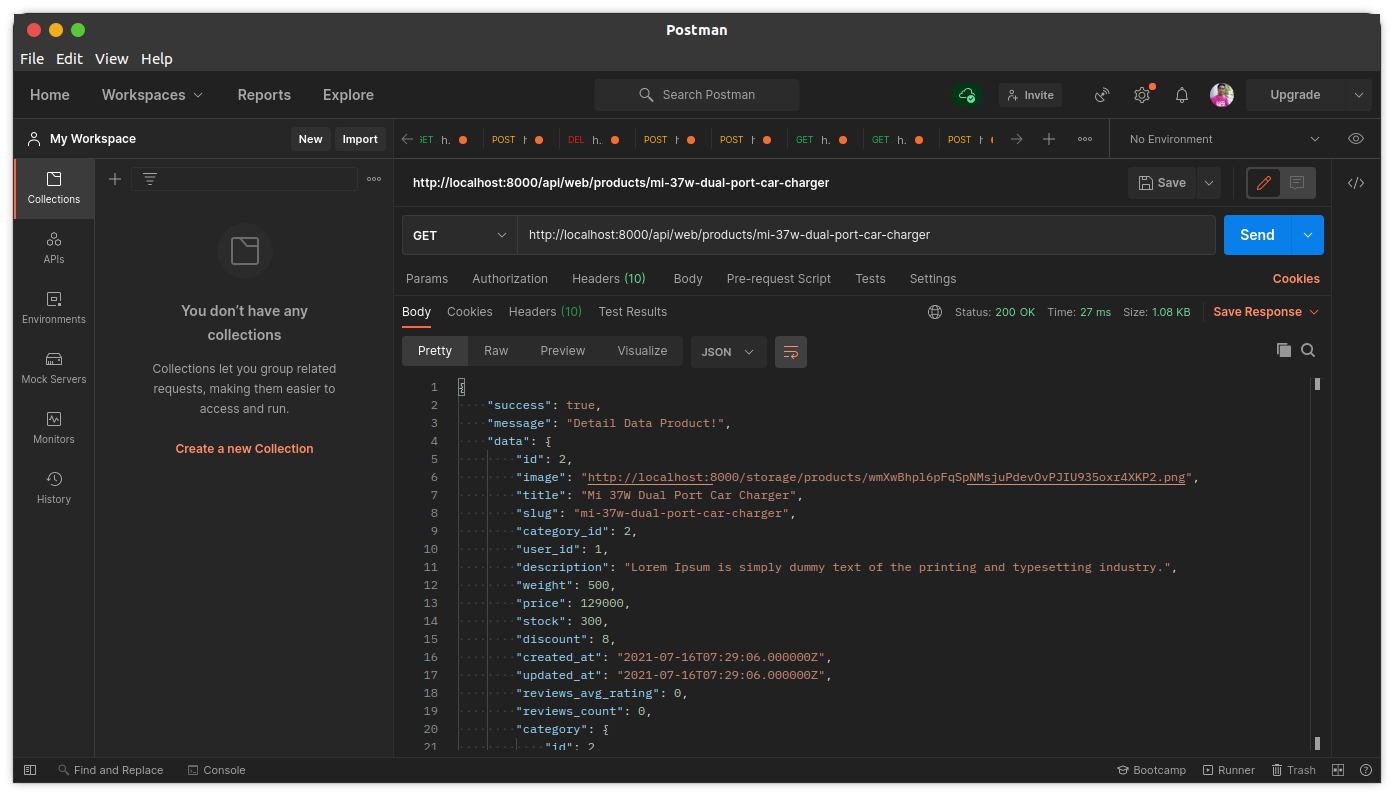 Postman
File Edit View Help
Home Workspaces Reports Explore Search Postman Invite Upgrade
My Workspace New Import
GET h. POST h DEL h. POST h POST h GET h. GET h. POST h No Environment
Collections
APIs
Environments
Mock Servers
Monitors
History
You don't have any
collections
Collections let you group related
requests, making them easier to
access and run.
Create a new Collection
http://localhost:8000/api/web/products/mi-37w-dual-port-car-charger Save
GET http://localhost:8000/api/web/products/mi-37w-dual-port-car-charger Send
Params Authorization Headers (10) Body Pre-request Script Tests Settings Cookies
Body Cookies Headers (10) Test Results Status: 200 OK Time: 27 ms Size: 1.08 KB Save Response
Pretty Raw Preview Visualize JSON
1 {
2 "success": true,
3 "message": "Detail Data Product!",
4 "data": {
5 "id": 2,
6 "image": "http://localhost:8000/storage/products/wmXwBhpl6pFqSpNMsjuPdevOvPJIU935oxr4XKP2.png",
7 "title": "Mi 37W Dual Port Car Charger",
8 "slug": "mi-37w-dual-port-car-charger",
9 "category_id": 2,
10 "user_id": 1,
11 "description": "Lorem Ipsum is simply dummy text of the printing and typesetting industry.",
12 "weight": 500,
13 "price": 129000,
14 "stock": 300,
15 "discount": 8,
16 "created_at": "2021-07-16T07:29:06.000000Z",
17 "updated_at": "2021-07-16T07:29:06.000000Z",
18 "reviews_avg_rating": 0,
19 "reviews_count": 0,
20 "category": {
21 "id": 2
Find and Replace Console Bootcamp Runner Trash